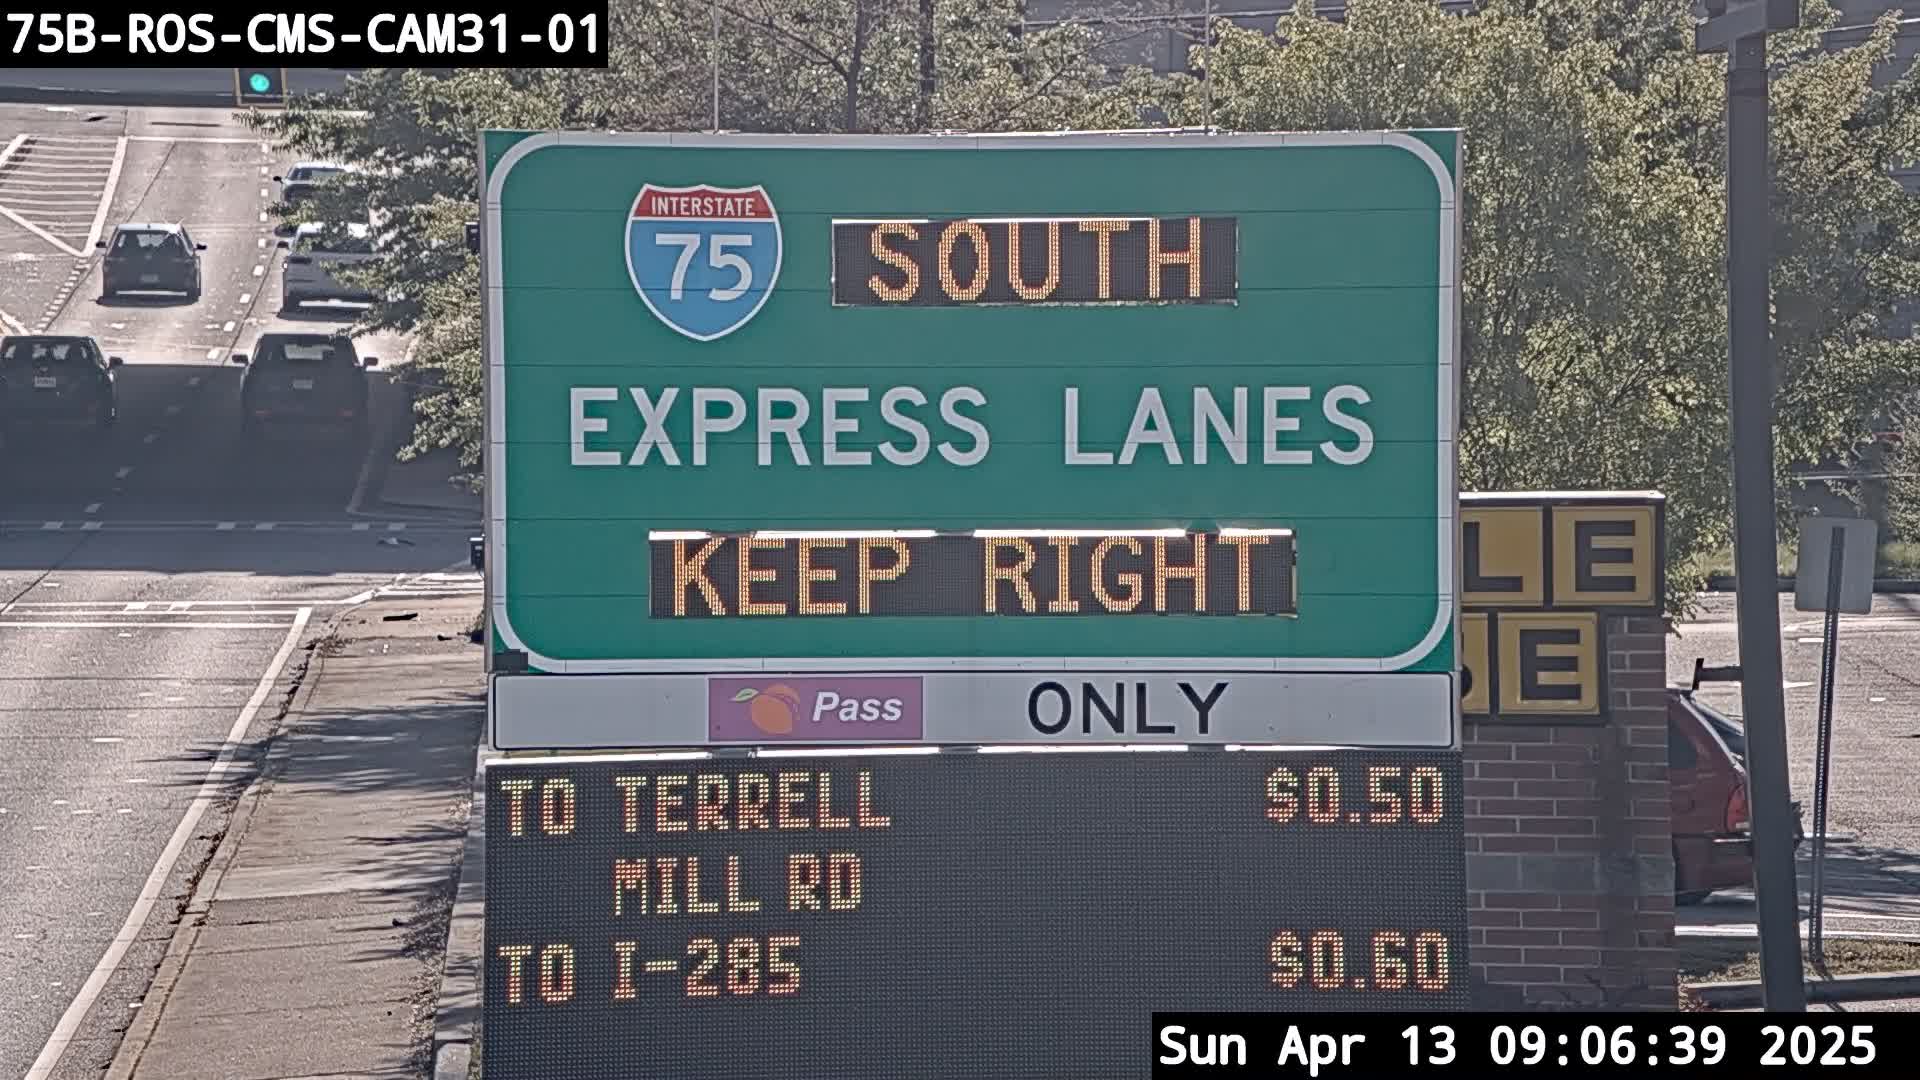 75B-ROS-CMS-CAM31-01
INTERSTATE
75
SOUTH
EXPRESS LANES
KEEP RIGHT
Pass ONLY
TO TERRELL $0.50
MILL RD
TO I-285 $0.60
LE
E
Sun Apr 13 09:06:39 2025